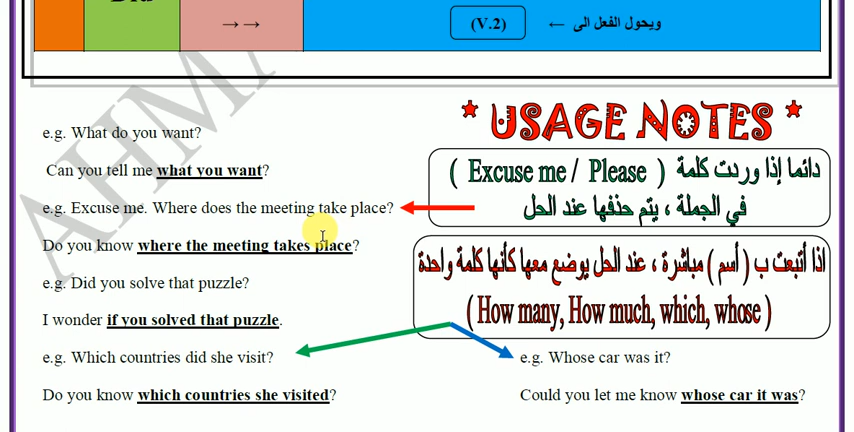 → → (V.2) ← ويحول الفعل الى
* USAGE NOTES *
e.g. What do you want?
Can you tell me what you want?
دائما إذا وردت كلمة ( Excuse me / Please )
في الجملة ، يتم حذفها عند الحل
e.g. Excuse me. Where does the meeting take place?
Do you know where the meeting takes place?
اذا أتبعت ب ( أسم ) مباشرة ، عند الحل يوضع معها كأنها كلمة واحدة
( How many, How much, which, whose )
e.g. Did you solve that puzzle?
I wonder if you solved that puzzle.
e.g. Which countries did she visit?
Do you know which countries she visited?
e.g. Whose car was it?
Could you let me know whose car it was?